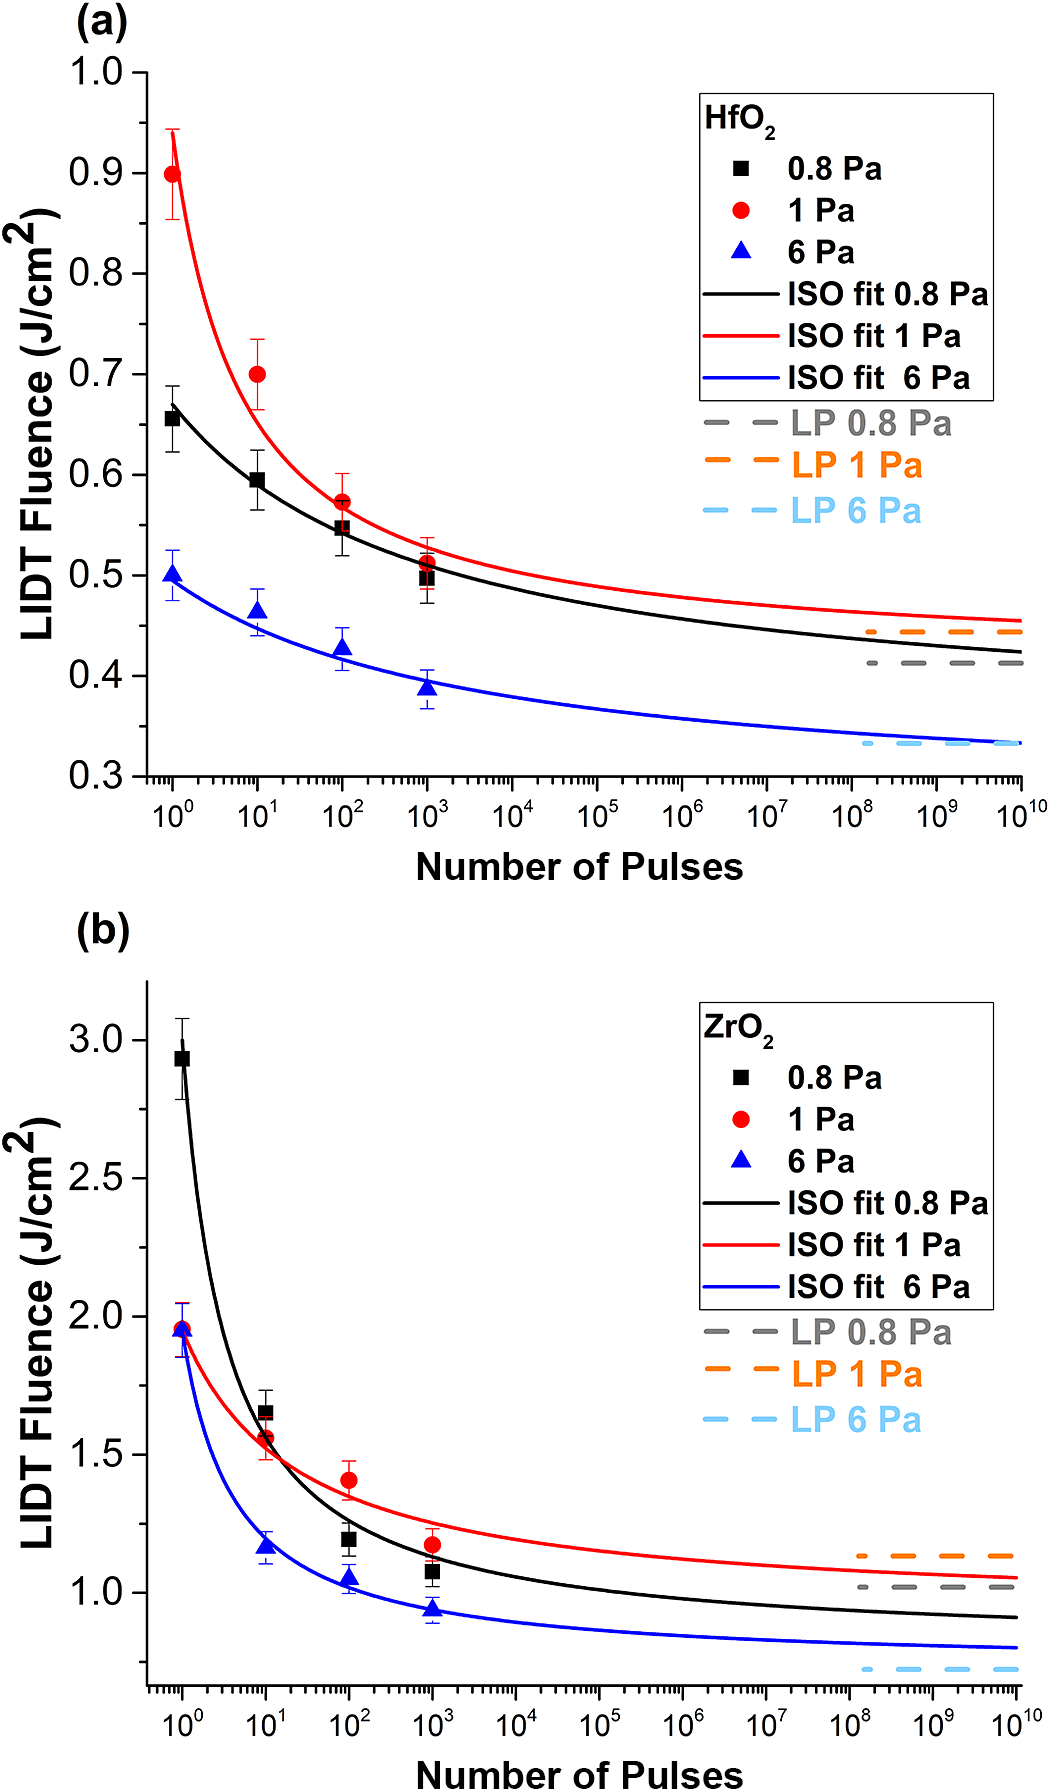 (a)
LIDT Fluence (J/cm²)
1.0
0.9
0.8
0.7
0.6
0.5
0.4
0.3
HfO₂
0.8 Pa
1 Pa
6 Pa
ISO fit 0.8 Pa
ISO fit 1 Pa
ISO fit 6 Pa
LP 0.8 Pa
LP 1 Pa
LP 6 Pa
10⁰ 10¹ 10² 10³ 10⁴ 10⁵ 10⁶ 10⁷ 10⁸ 10⁹ 10¹⁰
Number of Pulses
(b)
LIDT Fluence (J/cm²)
3.0
2.5
2.0
1.5
1.0
ZrO₂
0.8 Pa
1 Pa
6 Pa
ISO fit 0.8 Pa
ISO fit 1 Pa
ISO fit 6 Pa
LP 0.8 Pa
LP 1 Pa
LP 6 Pa
10⁰ 10¹ 10² 10³ 10⁴ 10⁵ 10⁶ 10⁷ 10⁸ 10⁹ 10¹⁰
Number of Pulses